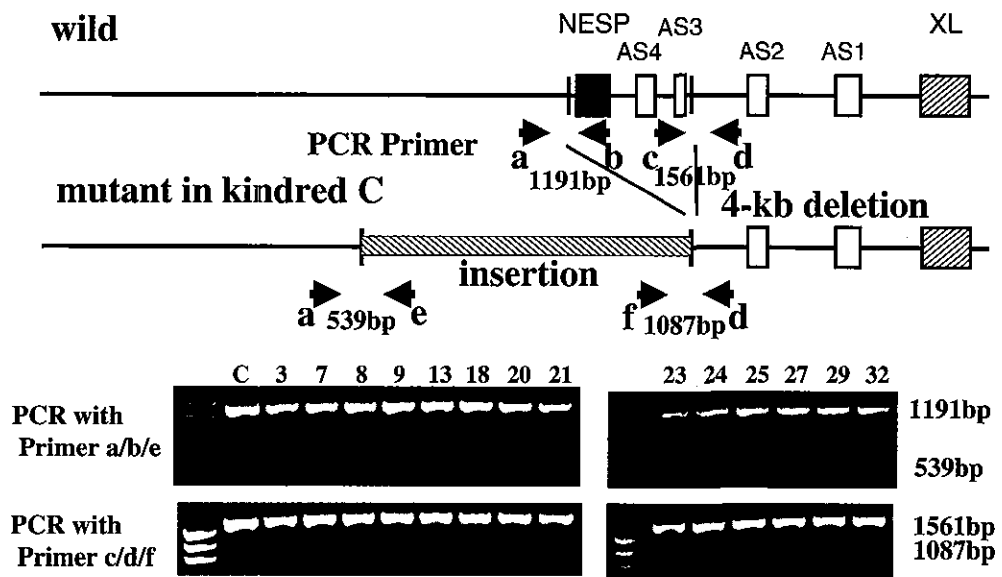 wild
NESP
AS4
AS3
AS2
AS1
XL
PCR Primer
a
b
c
d
1191bp
1561bp
mutant in kindred C
4-kb deletion
insertion
a 539bp e
f 1087bp d
C 3 7 8 9 13 18 20 21
23 24 25 27 29 32
PCR with
Primer a/b/e
1191bp
539bp
PCR with
Primer c/d/f
1561bp
1087bp